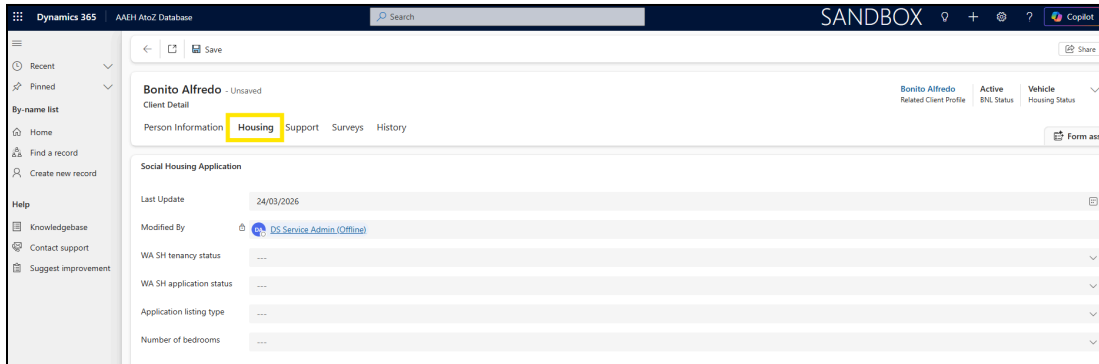 Dynamics 365 AAEH AtoZ Database Search SANDBOX ? Copilot
Save Share
Recent
Pinned
By-name list
Home
Find a record
Create new record
Help
Knowledgebase
Contact support
Suggest improvement
Bonito Alfredo - Unsaved
Client Detail
Bonito Alfredo Active Vehicle
Related Client Profile BNL Status Housing Status
Person Information Housing Support Surveys History
Form ass
Social Housing Application
Last Update 24/03/2026
Modified By DA DS Service Admin (Offline)
WA SH tenancy status ---
WA SH application status ---
Application listing type ---
Number of bedrooms ---